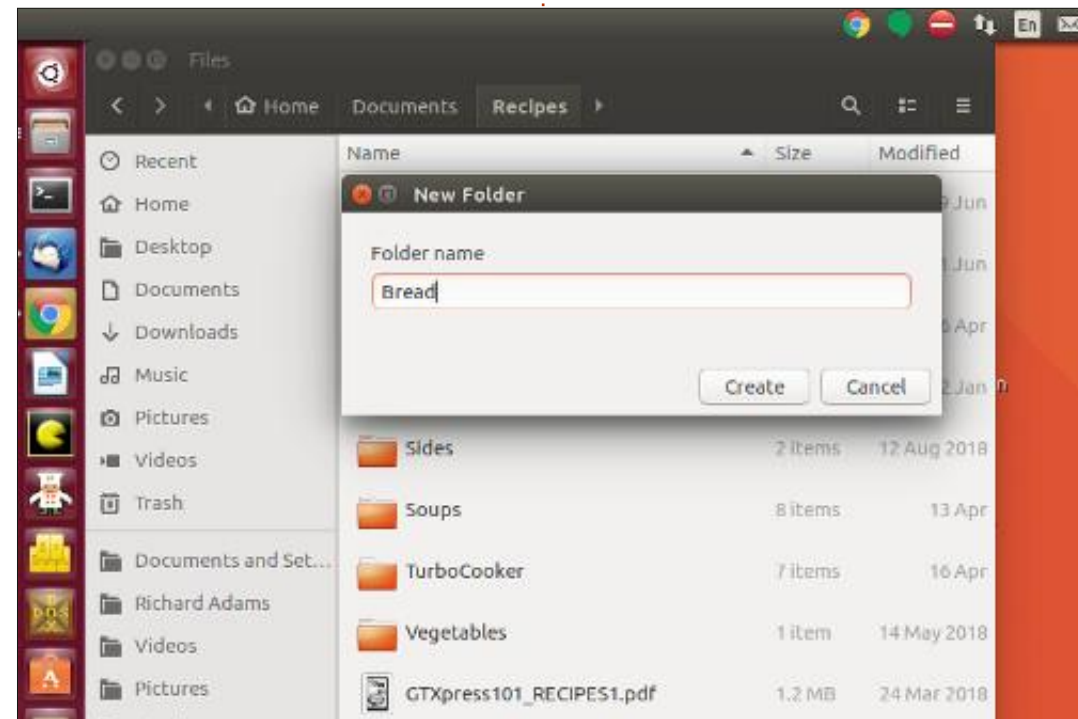 En
Files
Home Documents Recipes
Name Size Modified
Recent
Home
Desktop
Documents
Downloads
Music
Pictures
Videos
Trash
Documents and Set...
Richard Adams
Videos
Pictures
New Folder
Folder name
Bread
Create Cancel
Jun
Jun
Apr
Jan
Sides 2 items 12 Aug 2018
Soups 8 items 13 Apr
TurboCooker 7 items 16 Apr
Vegetables 1 item 14 May 2018
GTXpress101_RECIPES1.pdf 1.2 MB 24 Mar 2018
DOS
A
n